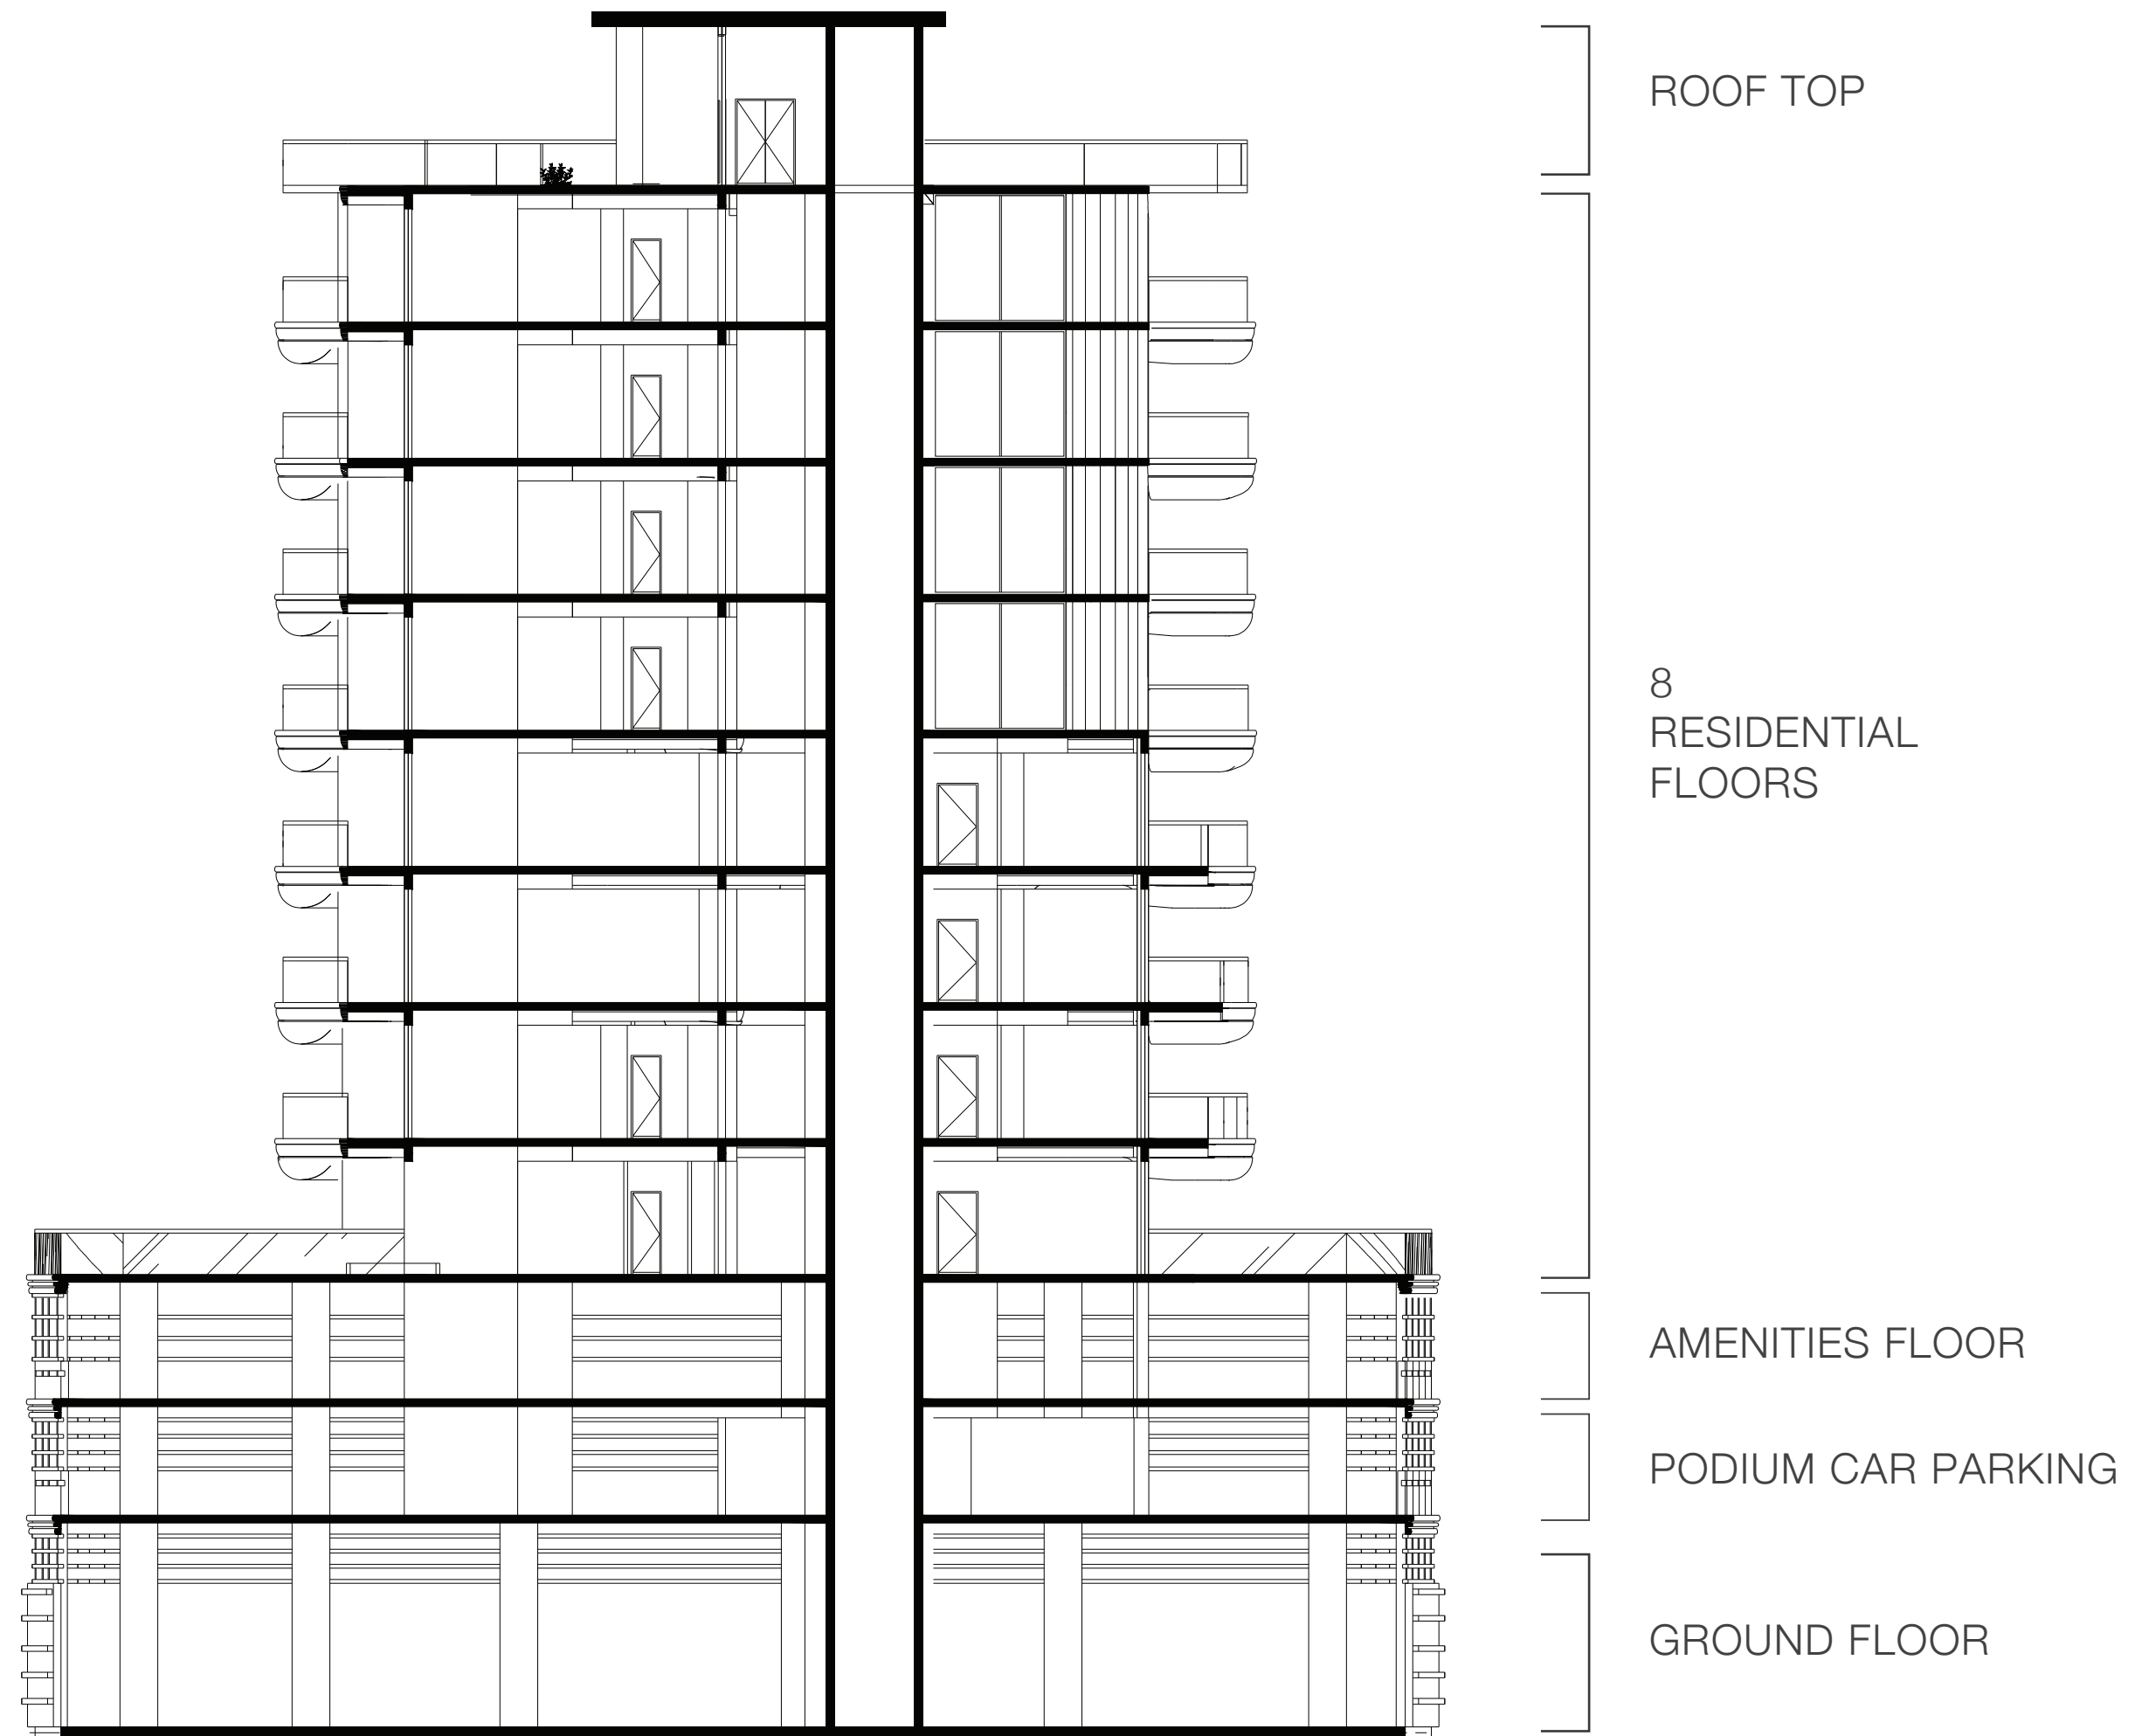 ROOF TOP
8
RESIDENTIAL
FLOORS
AMENITIES FLOOR
PODIUM CAR PARKING
GROUND FLOOR